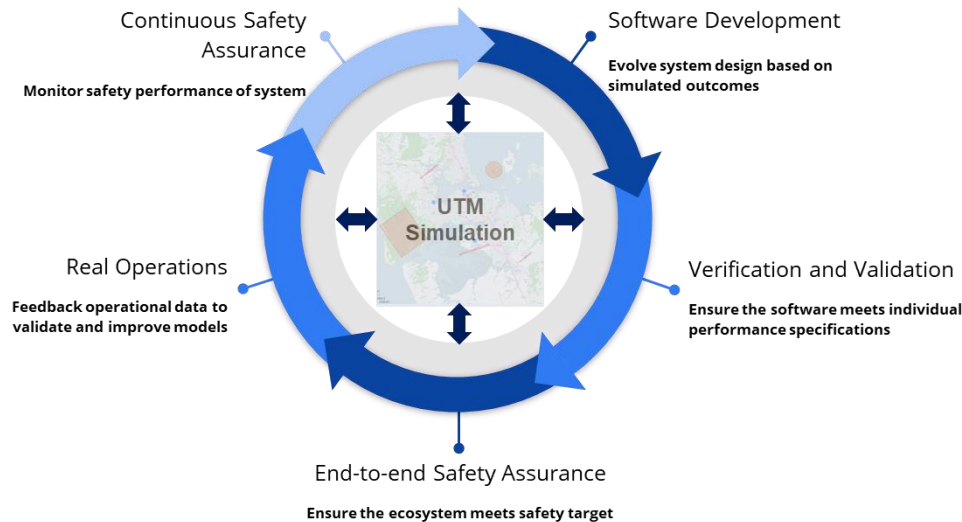 Continuous Safety
Assurance
Monitor safety performance of system
Software Development
Evolve system design based on
simulated outcomes
UTM
Simulation
Real Operations
Feedback operational data to
validate and improve models
Verification and Validation
Ensure the software meets individual
performance specifications
End-to-end Safety Assurance
Ensure the ecosystem meets safety target